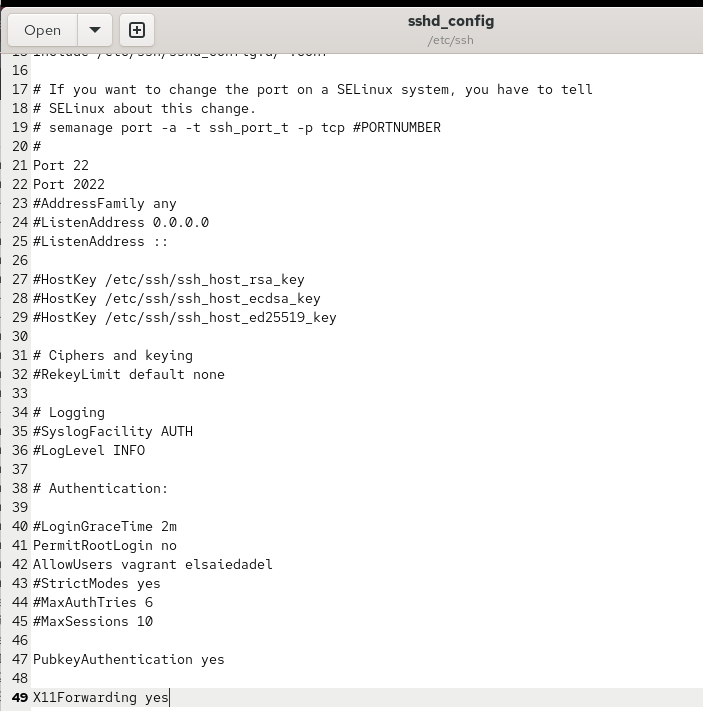 Open
sshd_config
/etc/ssh
16
17 # If you want to change the port on a SELinux system, you have to tell
18 # SELinux about this change.
19 # semanage port -a -t ssh_port_t -p tcp #PORTNUMBER
20 #
21 Port 22
22 Port 2022
23 #AddressFamily any
24 #ListenAddress 0.0.0.0
25 #ListenAddress ::
26
27 #HostKey /etc/ssh/ssh_host_rsa_key
28 #HostKey /etc/ssh/ssh_host_ecdsa_key
29 #HostKey /etc/ssh/ssh_host_ed25519_key
30
31 # Ciphers and keying
32 #RekeyLimit default none
33
34 # Logging
35 #SyslogFacility AUTH
36 #LogLevel INFO
37
38 # Authentication:
39
40 #LoginGraceTime 2m
41 PermitRootLogin no
42 AllowUsers vagrant elsaiedadel
43 #StrictModes yes
44 #MaxAuthTries 6
45 #MaxSessions 10
46
47 PubkeyAuthentication yes
48
49 X11Forwarding yes